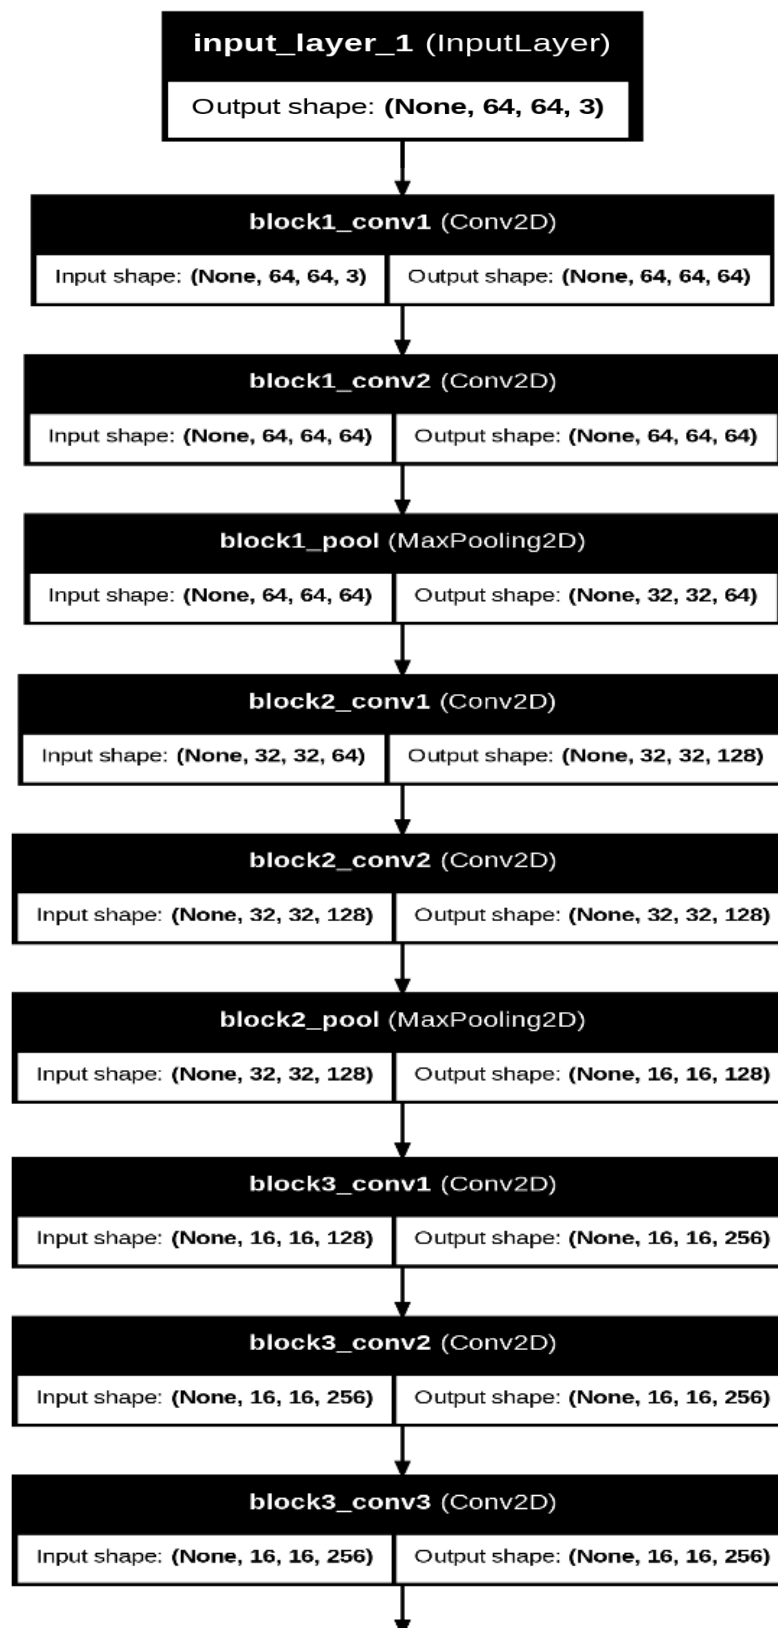 input_layer_1 (InputLayer)
Output shape: (None, 64, 64, 3)
block1_conv1 (Conv2D)
Input shape: (None, 64, 64, 3) Output shape: (None, 64, 64, 64)
block1_conv2 (Conv2D)
Input shape: (None, 64, 64, 64) Output shape: (None, 64, 64, 64)
block1_pool (MaxPooling2D)
Input shape: (None, 64, 64, 64) Output shape: (None, 32, 32, 64)
block2_conv1 (Conv2D)
Input shape: (None, 32, 32, 64) Output shape: (None, 32, 32, 128)
block2_conv2 (Conv2D)
Input shape: (None, 32, 32, 128) Output shape: (None, 32, 32, 128)
block2_pool (MaxPooling2D)
Input shape: (None, 32, 32, 128) Output shape: (None, 16, 16, 128)
block3_conv1 (Conv2D)
Input shape: (None, 16, 16, 128) Output shape: (None, 16, 16, 256)
block3_conv2 (Conv2D)
Input shape: (None, 16, 16, 256) Output shape: (None, 16, 16, 256)
block3_conv3 (Conv2D)
Input shape: (None, 16, 16, 256) Output shape: (None, 16, 16, 256)